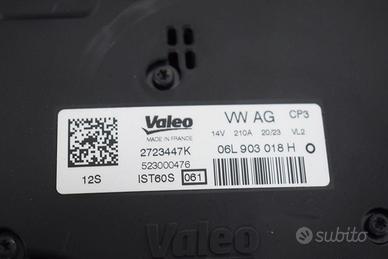 Valeo
MADE IN FRANCE
2723447K
523000476
12S
IST60S 061
VW AG CP3
14V 210A 20/23 VL2
06L 903 018 H
Valeo
subito